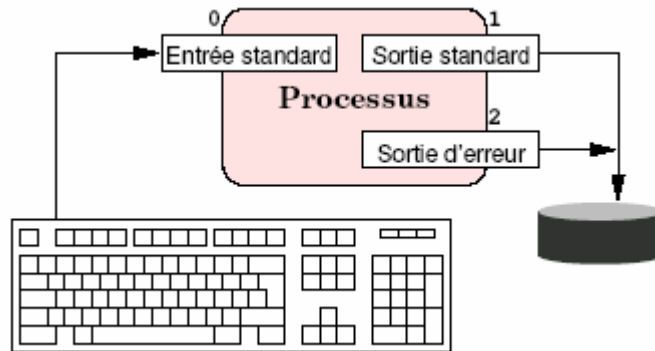 0
1
Entrée standard
Sortie standard
Processus
2
Sortie d'erreur